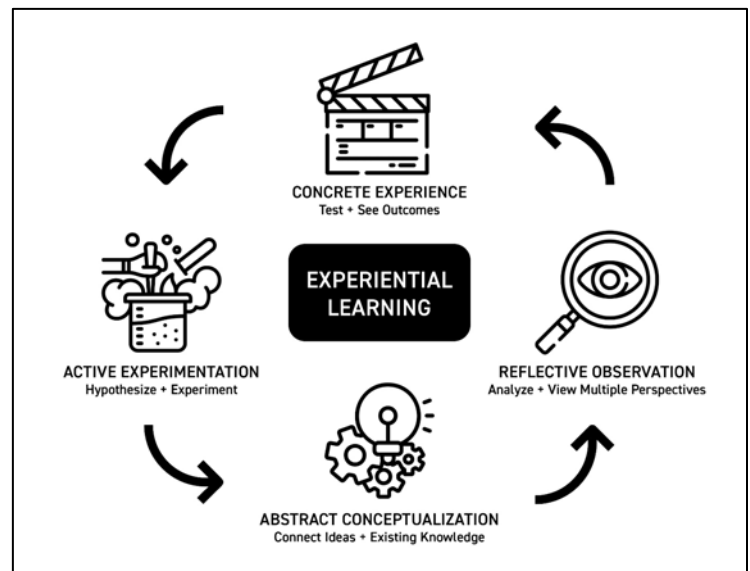 CONCRETE EXPERIENCE
Test + See Outcomes
EXPERIENTIAL
LEARNING
ACTIVE EXPERIMENTATION
Hypothesize + Experiment
REFLECTIVE OBSERVATION
Analyze + View Multiple Perspectives
ABSTRACT CONCEPTUALIZATION
Connect Ideas + Existing Knowledge